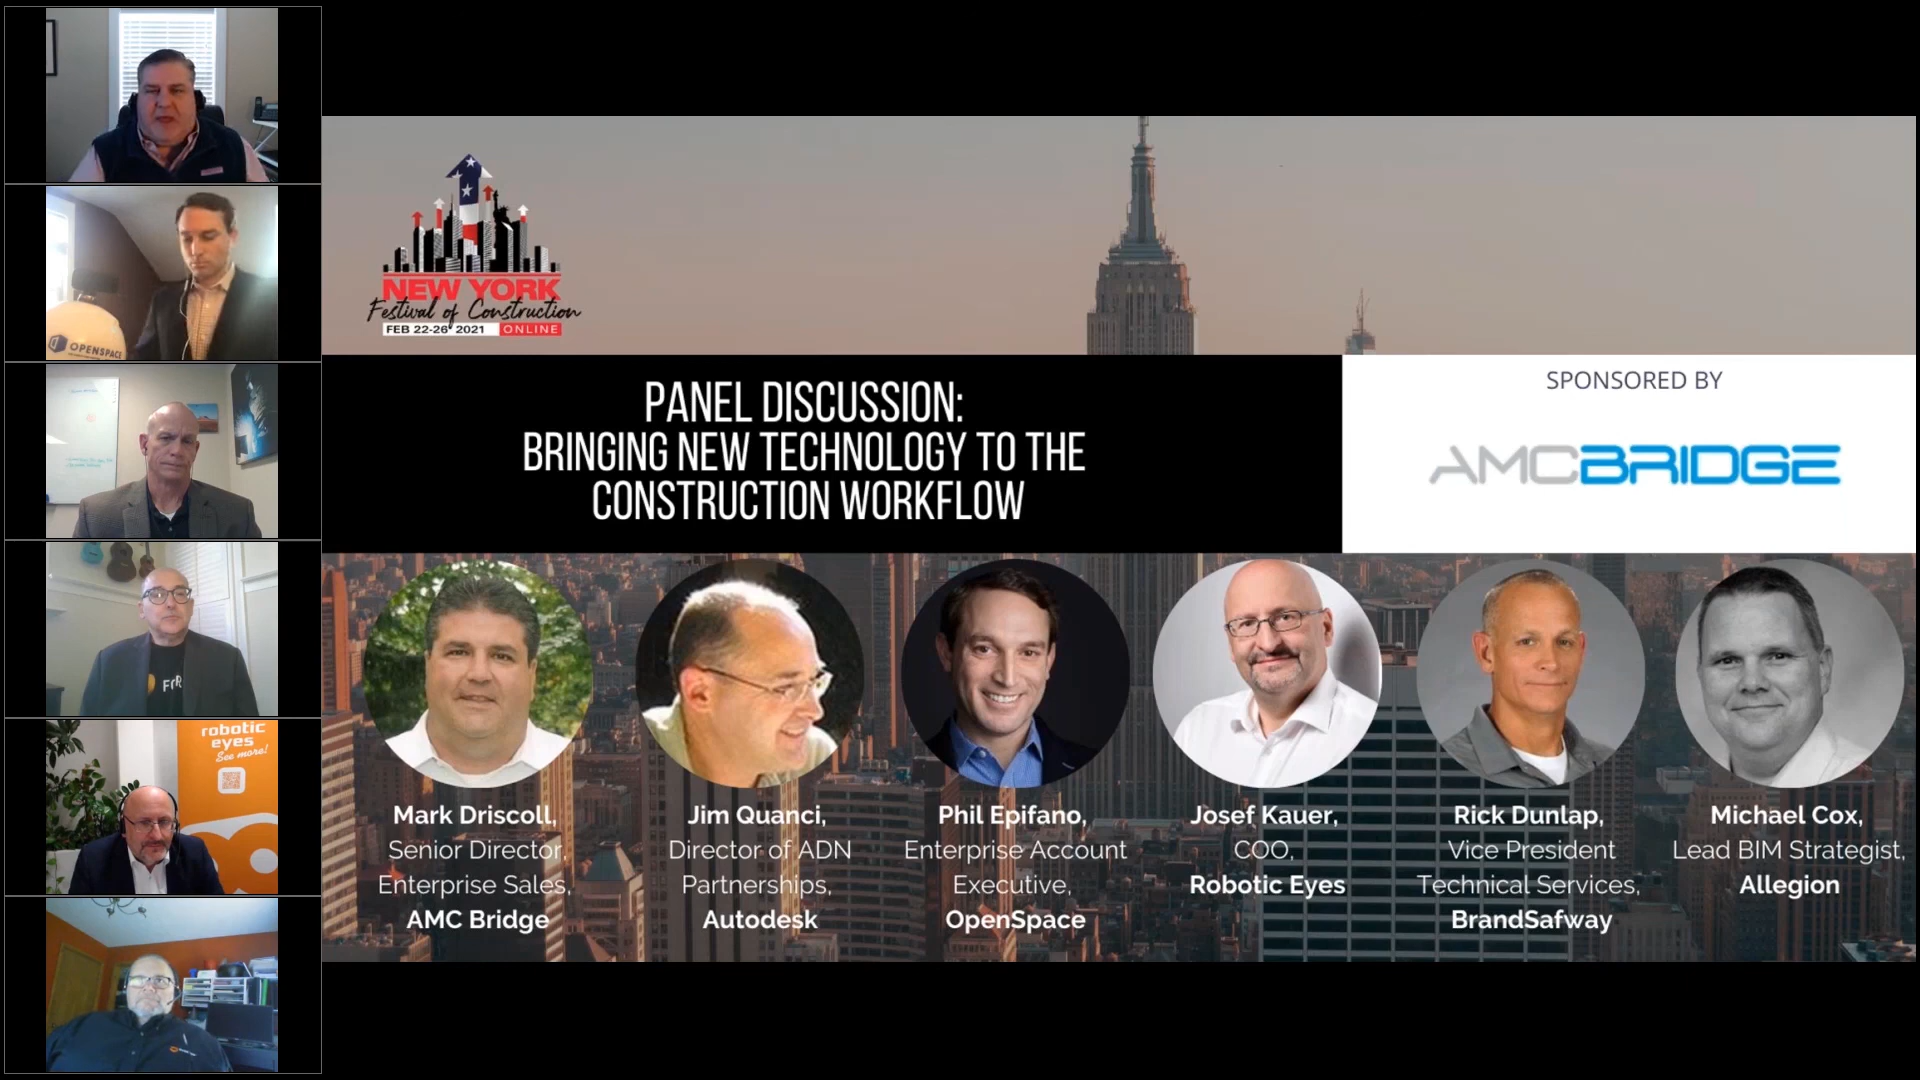 OPENSPACE
robotic
eyes
See more!
NEW YORK
Festival of Construction
FEB 22-26 2021 ONLINE
PANEL DISCUSSION:
BRINGING NEW TECHNOLOGY TO THE
CONSTRUCTION WORKFLOW
SPONSORED BY
AMCBRIDGE
Mark Driscoll,
Senior Director,
Enterprise Sales,
AMC Bridge
Jim Quanci,
Director of ADN
Partnerships,
Autodesk
Phil Epifano,
Enterprise Account
Executive,
OpenSpace
Josef Kauer,
COO,
Robotic Eyes
Rick Dunlap,
Vice President
Technical Services,
BrandSafway
Michael Cox,
Lead BIM Strategist,
Allegion